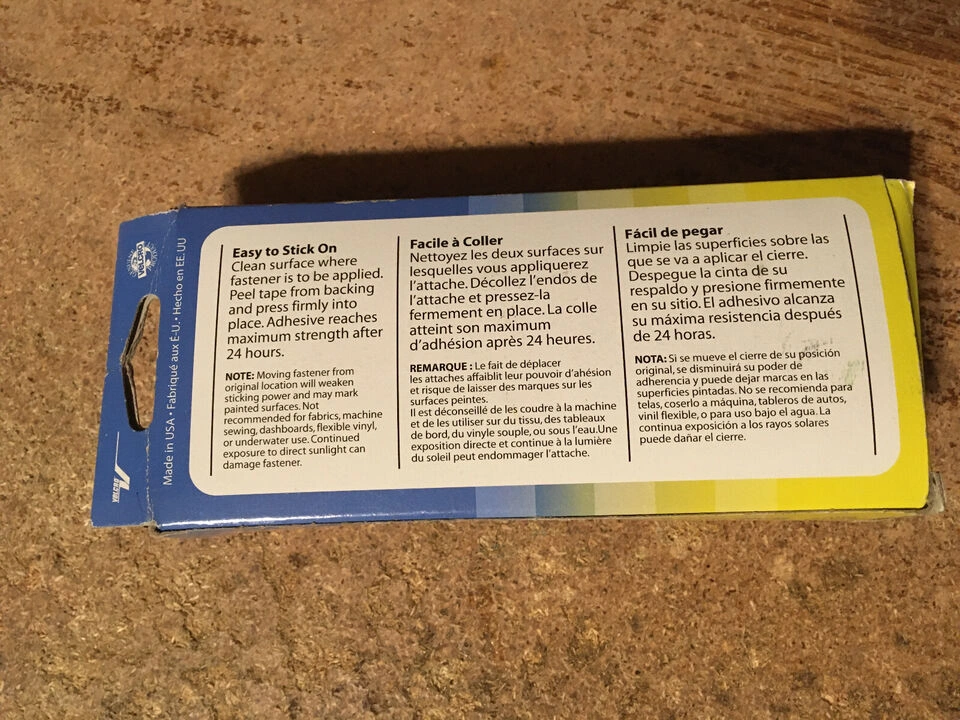 Easy to Stick On
Clean surface where
fastener is to be applied.
Peel tape from backing
and press firmly into
place. Adhesive reaches
maximum strength after
24 hours.
NOTE: Moving fastener from
original location will weaken
sticking power and may mark
painted surfaces. Not
recommended for fabrics, machine
sewing, dashboards, flexible vinyl,
or underwater use. Continued
exposure to direct sunlight can
damage fastener.
Facile à Coller
Nettoyez les deux surfaces sur
lesquelles vous appliquerez
l'attache. Décollez l'endos de
l'attache et pressez-la
fermement en place. La colle
atteint son maximum
d'adhésion après 24 heures.
REMARQUE : Le fait de déplacer
les attaches affaiblit leur pouvoir d'ahésion
et risque de laisser des marques sur les
surfaces peintes.
Il est déconseillé de les coudre à la machine
et de les utiliser sur du tissu, des tableaux
de bord, du vinyle souple, ou sous l'eau.Une
exposition directe et continue à la lumière
du soleil peut endommager l'attache.
Fácil de pegar
Limpie las superficies sobre las
que se va a aplicar el cierre.
Despegue la cinta de su
respaldo y presione firmemente
en su sitio. El adhesivo alcanza
su máxima resistencia después
de 24 horas.
NOTA: Si se mueve el cierre de su posición
original, se disminuirá su poder de
adherencia y puede dejar marcas en las
superficies pintadas. No se recomienda para
telas, coserlo a máquina, tableros de autos,
vinil flexible, o para uso bajo el agua. La
continua exposición a los rayos solares
puede dañar el cierre.
Made in USA • Fabriqué aux É-U. • Hecho en EE. UU
VELCRO
VELCRO